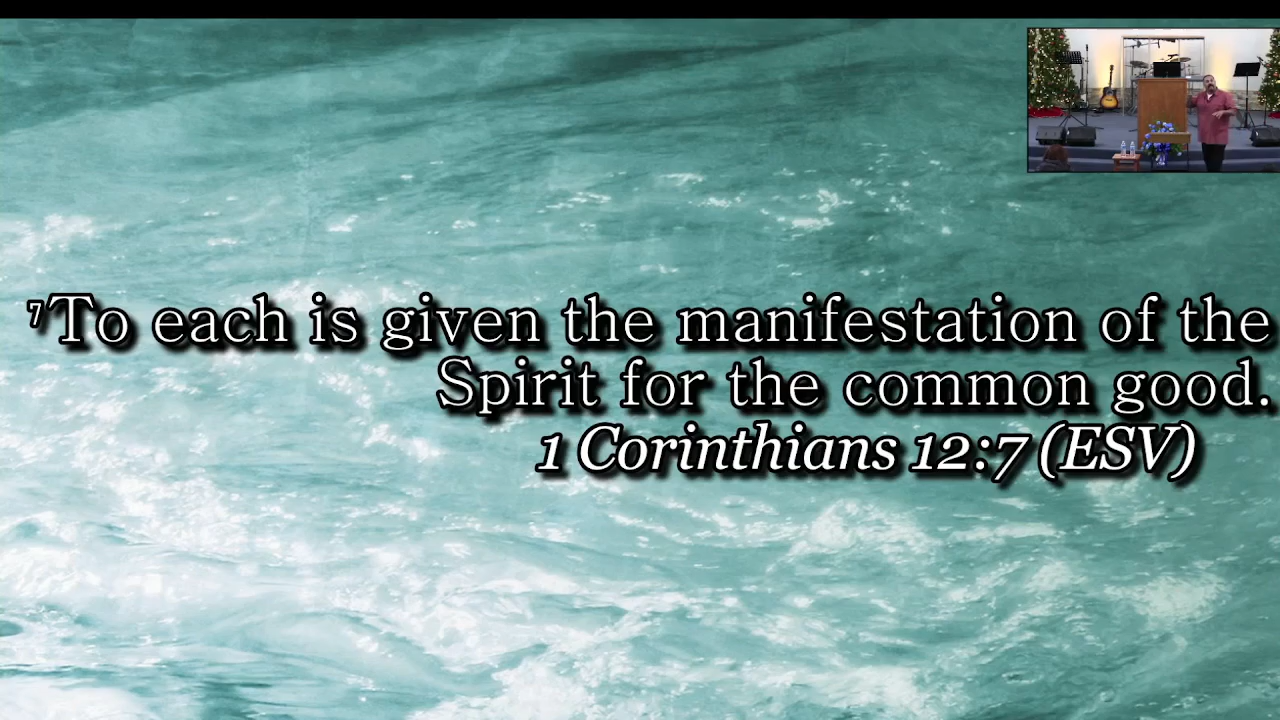 ⁷To each is given the manifestation of the
Spirit for the common good.
1 Corinthians 12:7 (ESV)